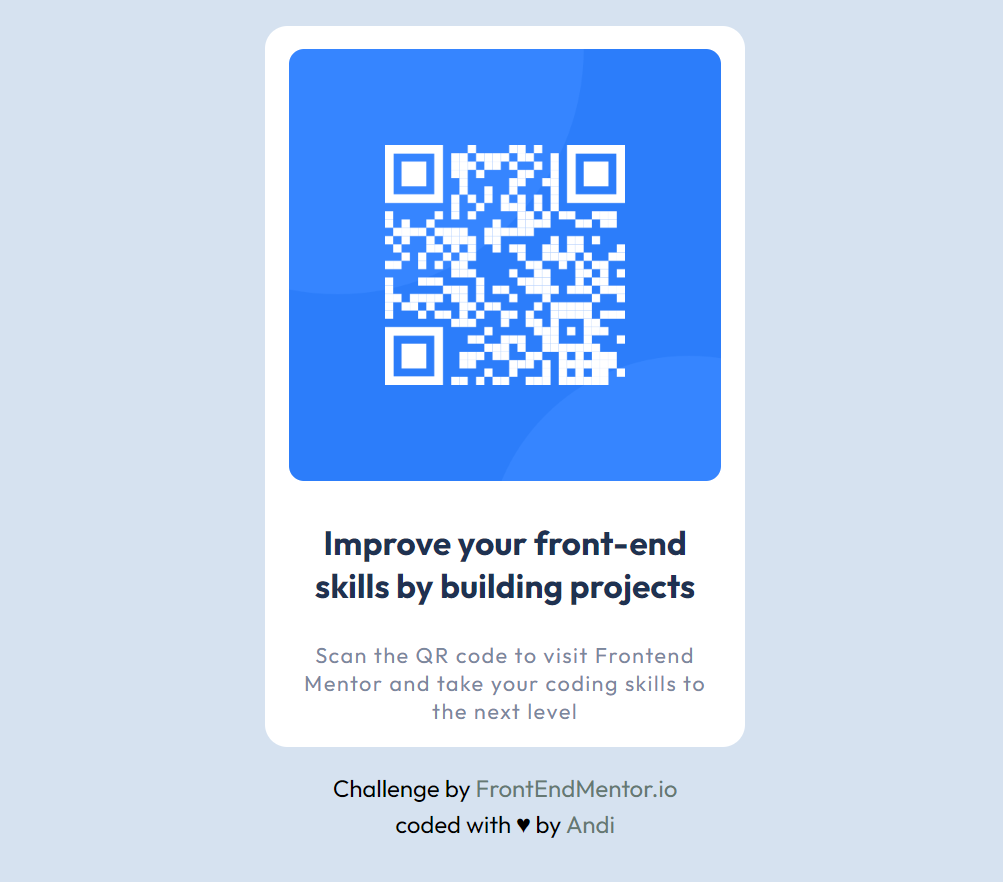 Improve your front-end
skills by building projects
Scan the QR code to visit Frontend
Mentor and take your coding skills to
the next level
Challenge by FrontEndMentor.io
coded with ♥ by Andi